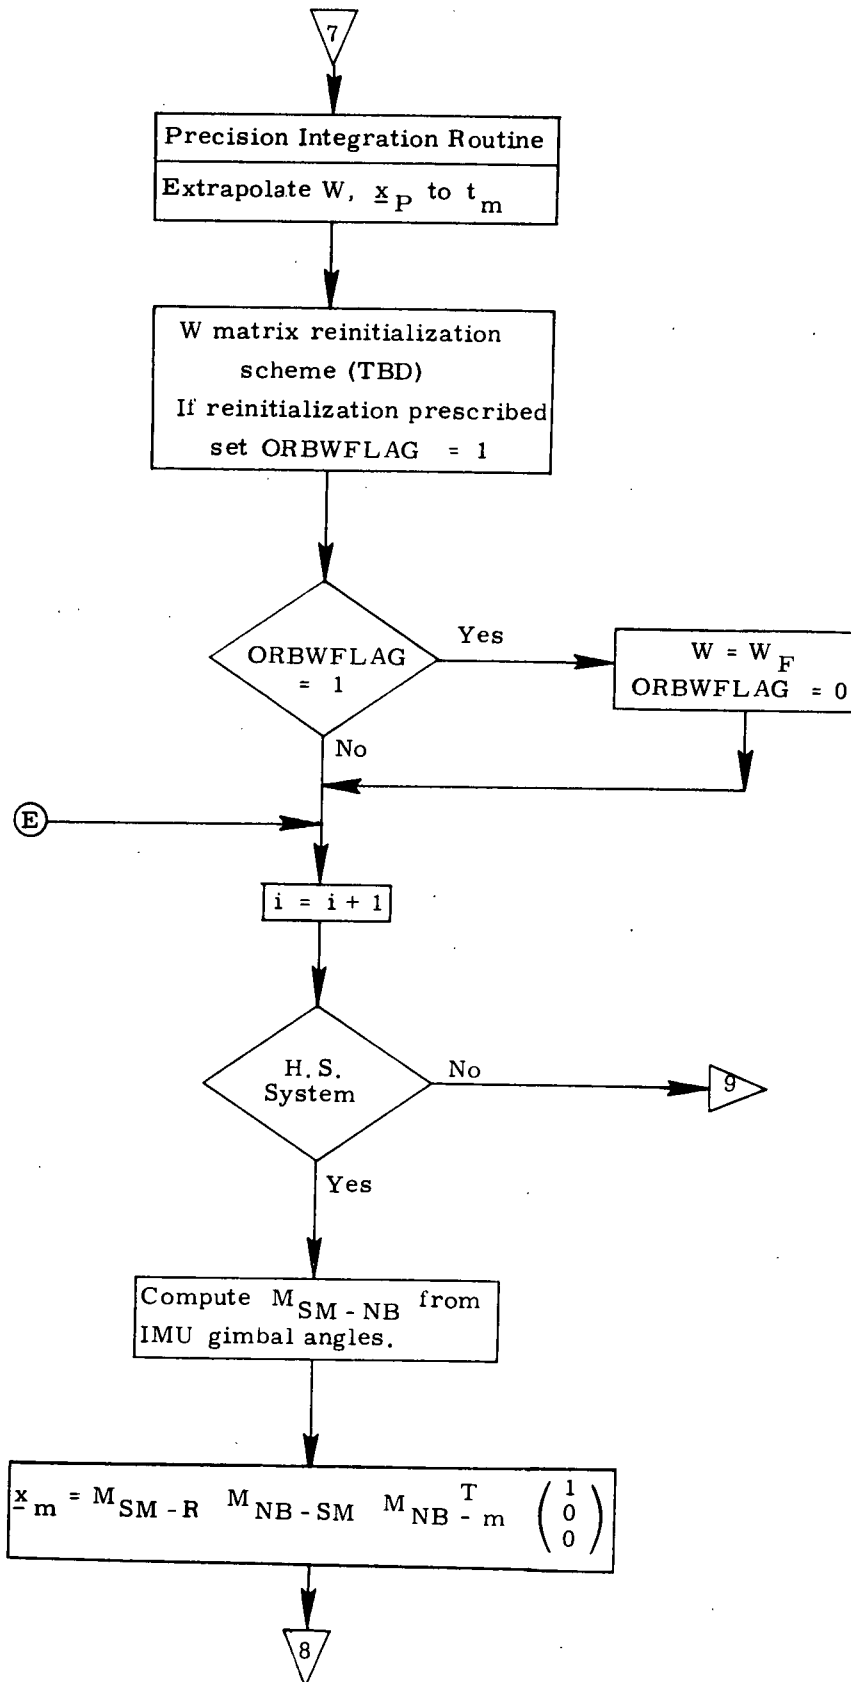 7
Precision Integration Routine
Extrapolate W, x_P to t_m
W matrix reinitialization
scheme (TBD)
If reinitialization prescribed
set ORBWFLAG = 1
ORBWFLAG
= 1
Yes
W = W_F
ORBWFLAG = 0
No
E
i = i + 1
H.S.
System
No
9
Yes
Compute M_SM-NB from
IMU gimbal angles.
x_m = M_SM-R M_NB-SM M_NB-m^T (1 0 0)
8